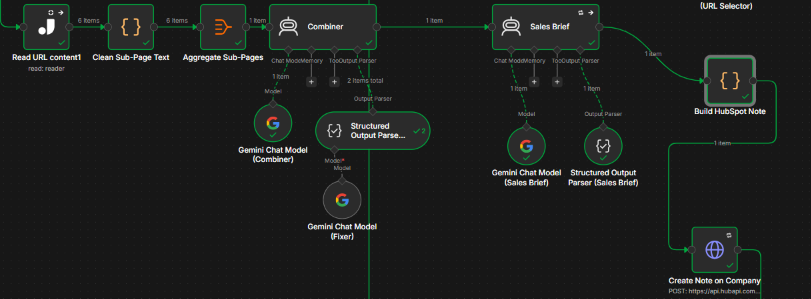 (URL Selector)
6 items
6 items
1 item
Combiner
1 item
Sales Brief
Read URL content1
read: reader
Clean Sub-Page Text
Aggregate Sub-Pages
Chat Model
Memory
Tool
Output Parser
Chat Model
Memory
Tool
Output Parser
1 item
1 item
2 items total
1 item
1 item
Model
Output Parser
Model
Output Parser
Build HubSpot Note
Structured
Output Parse...
2
Gemini Chat Model
(Combiner)
Model*
Model
Gemini Chat Model
(Sales Brief)
Structured Output
Parser (Sales Brief)
1 item
Gemini Chat Model
(Fixer)
Create Note on Company
POST: https://api.hubapi.com...